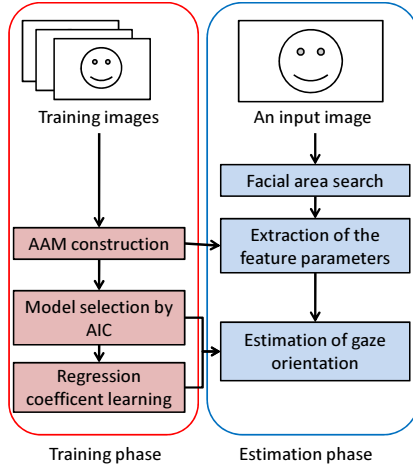 Training images
AAM construction
Model selection by
AIC
Regression
coefficent learning
Training phase
An input image
Facial area search
Extraction of the
feature parameters
Estimation of gaze
orientation
Estimation phase